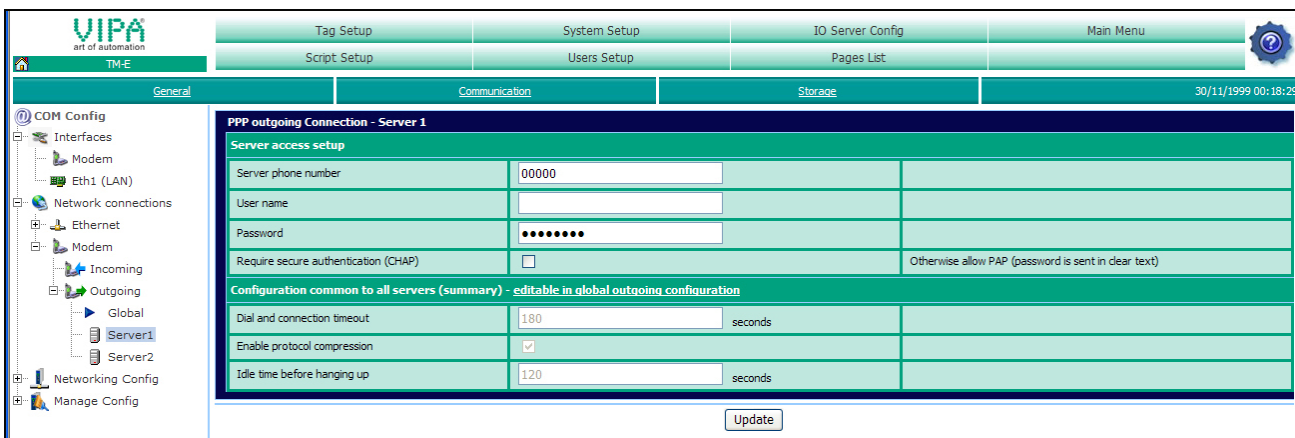 VIPA
art of automation
TM-E
Tag Setup System Setup IO Server Config Main Menu
Script Setup Users Setup Pages List
General Communication Storage 30/11/1999 00:18:29
COM Config
Interfaces
Modem
Eth1 (LAN)
Network connections
Ethernet
Modem
Incoming
Outgoing
Global
Server1
Server2
Networking Config
Manage Config
PPP outgoing Connection - Server 1
Server access setup
Server phone number 00000
User name
Password ••••••••
Require secure authentication (CHAP) Otherwise allow PAP (password is sent in clear text)
Configuration common to all servers (summary) - editable in global outgoing configuration
Dial and connection timeout 180 seconds
Enable protocol compression
Idle time before hanging up 120 seconds
Update